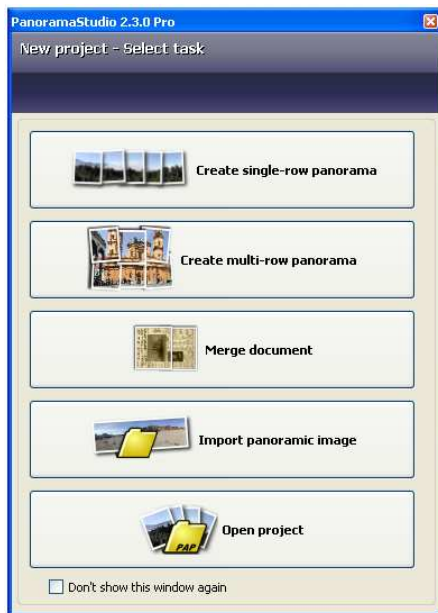 PanoramaStudio 2.3.0 Pro
New project - Select task
Create single-row panorama
Create multi-row panorama
Merge document
Import panoramic image
PAP
Open project
Don't show this window again